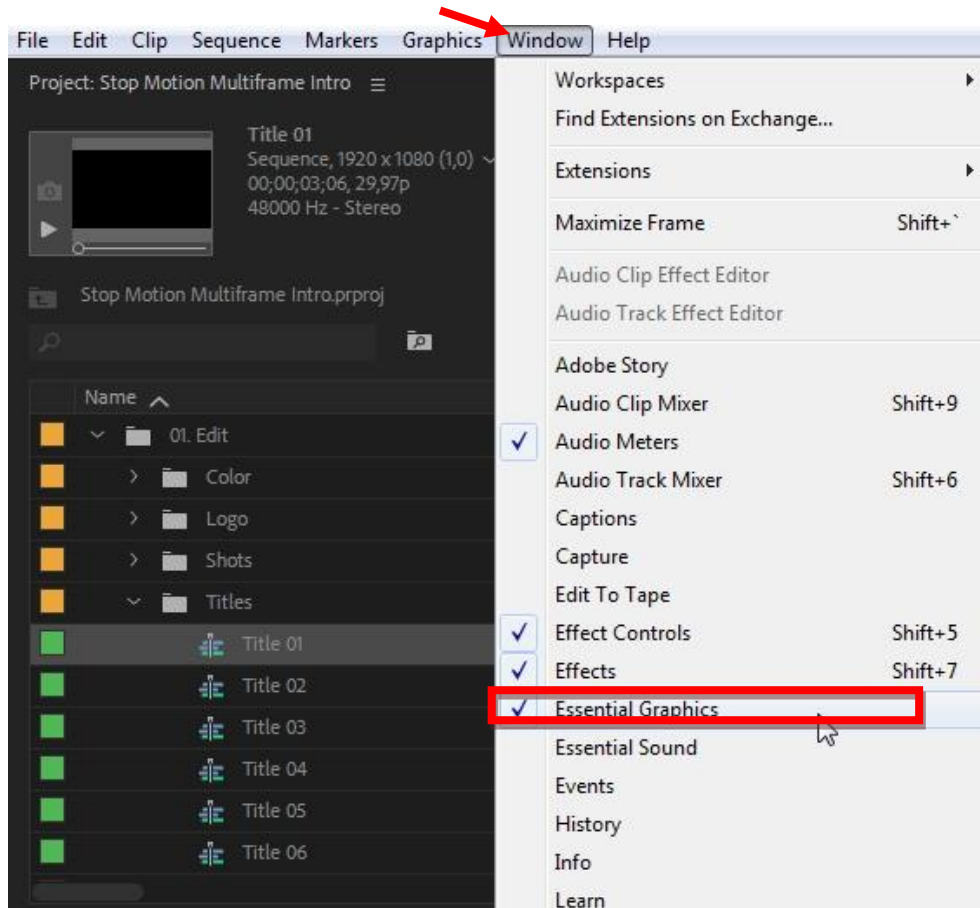 File Edit Clip Sequence Markers Graphics Window Help
Project: Stop Motion Multiframe Intro
Title 01
Sequence, 1920 x 1080 (1,0)
00;00;03;06, 29,97p
48000 Hz - Stereo
Stop Motion Multiframe Intro.prproj
Name
01. Edit
Color
Logo
Shots
Titles
Title 01
Title 02
Title 03
Title 04
Title 05
Title 06
Workspaces
Find Extensions on Exchange...
Extensions
Maximize Frame Shift+`
Audio Clip Effect Editor
Audio Track Effect Editor
Adobe Story
Audio Clip Mixer Shift+9
Audio Meters
Audio Track Mixer Shift+6
Captions
Capture
Edit To Tape
Effect Controls Shift+5
Effects Shift+7
Essential Graphics
Essential Sound
Events
History
Info
Learn